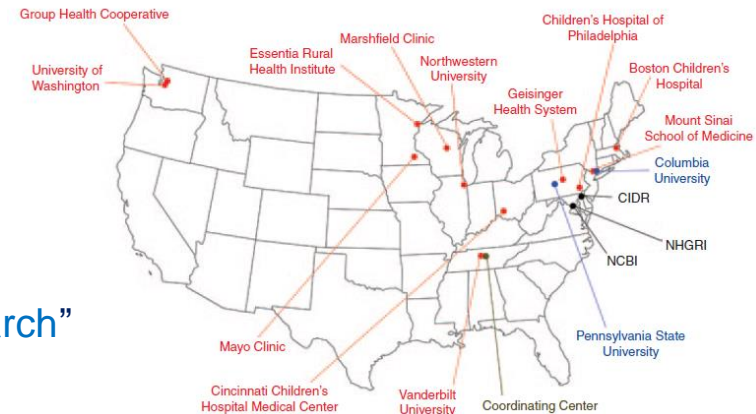 Group Health Cooperative
University of
Washington
Essentia Rural
Health Institute
Marshfield Clinic
Northwestern
University
Children's Hospital of
Philadelphia
Geisinger
Health System
Boston Children's
Hospital
Mount Sinai
School of Medicine
Columbia
University
CIDR
NHGRI
NCBI
Pennsylvania State
University
arch”
Mayo Clinic
Cincinnati Children's
Hospital Medical Center
Vanderbilt
University
Coordinating Center